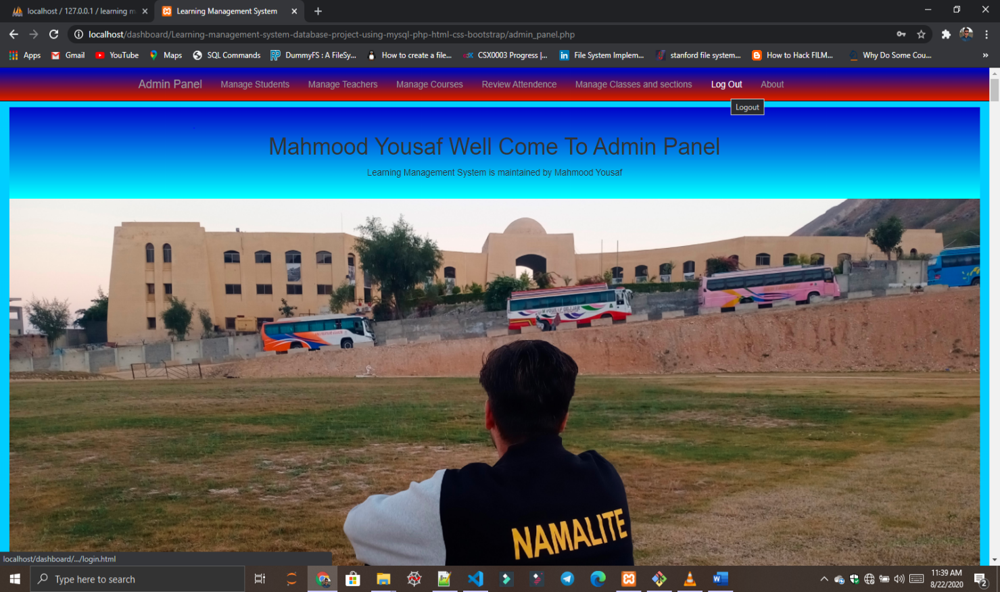 localhost / 127.0.0.1 / learning m
Learning Management System
localhost/dashboard/Learning-management-system-database-project-using-mysql-php-html-css-bootstrap/admin_panel.php
Apps
Gmail
YouTube
Maps
SQL Commands
DummyFS : A FileSy...
How to create a file...
CSX0003 Progress |...
File System Implem...
stanford file system...
How to Hack FILM...
Why Do Some Cou...
Admin Panel
Manage Students
Manage Teachers
Manage Courses
Review Attendence
Manage Classes and sections
Log Out
About
Logout
Mahmood Yousaf Well Come To Admin Panel
Learning Management System is maintained by Mahmood Yousaf
NAMALITE
localhost/dashboard/.../login.html
Type here to search
11:39 AM
8/22/2020
2